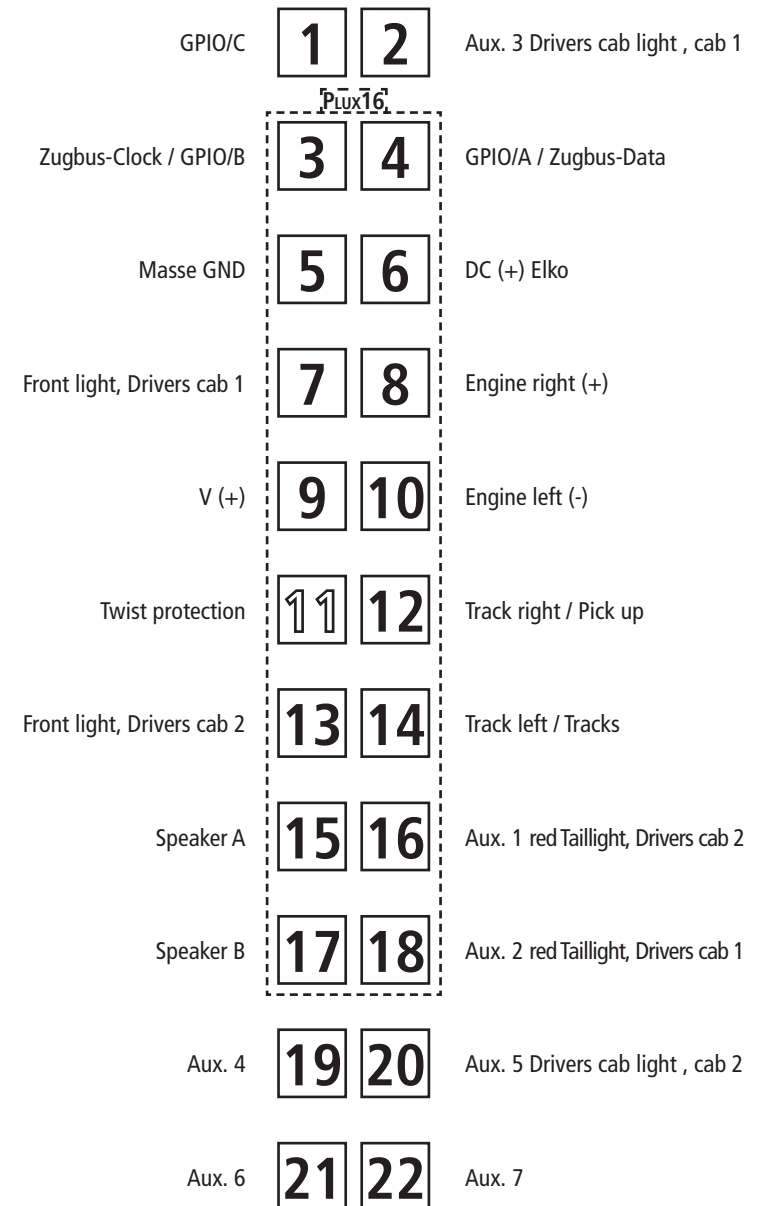 GPIO/C 1 2 Aux. 3 Drivers cab light , cab 1
PLUX16
Zugbus-Clock / GPIO/B 3 4 GPIO/A / Zugbus-Data
Masse GND 5 6 DC (+) Elko
Front light, Drivers cab 1 7 8 Engine right (+)
V (+) 9 10 Engine left (-)
Twist protection 11 12 Track right / Pick up
Front light, Drivers cab 2 13 14 Track left / Tracks
Speaker A 15 16 Aux. 1 red Taillight, Drivers cab 2
Speaker B 17 18 Aux. 2 red Taillight, Drivers cab 1
Aux. 4 19 20 Aux. 5 Drivers cab light , cab 2
Aux. 6 21 22 Aux. 7